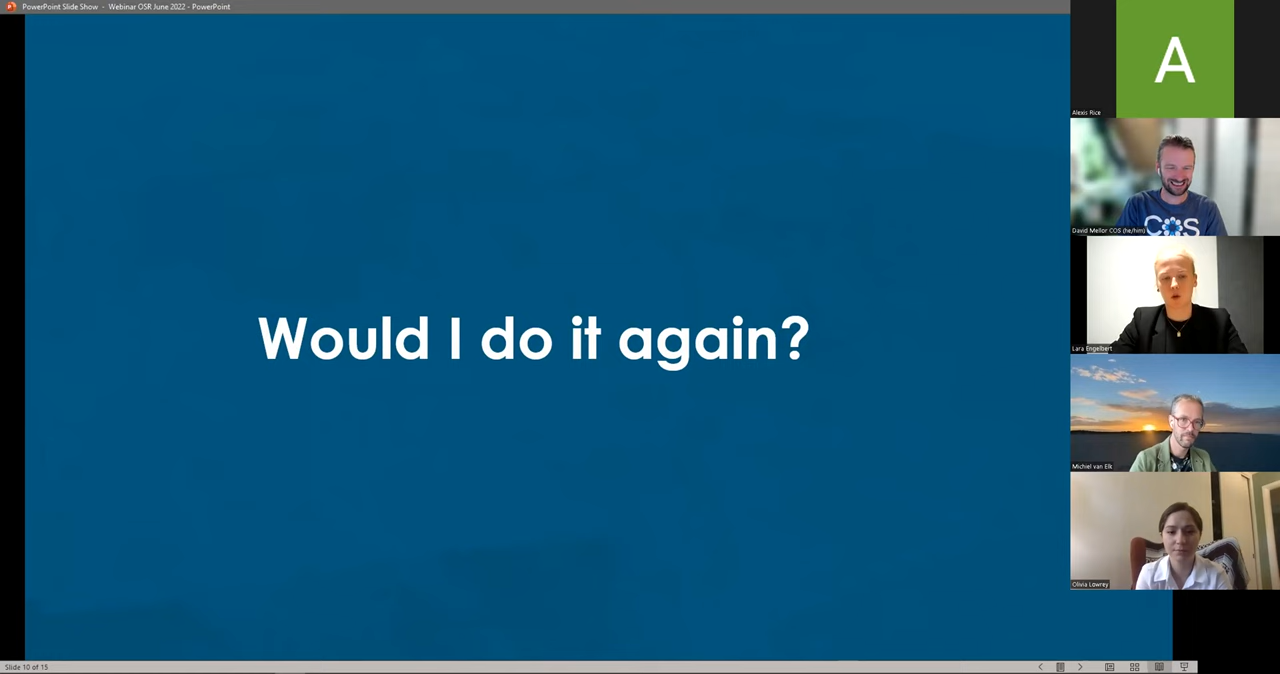 PowerPoint Slide Show - Webinar OSR June 2022 - PowerPoint
A
Alexis Rice
COS
David Mellor COS (he/him)
Would I do it again?
Lara Engelbert
Michiel van Elk
Olivia Lowrey
Slide 10 of 15